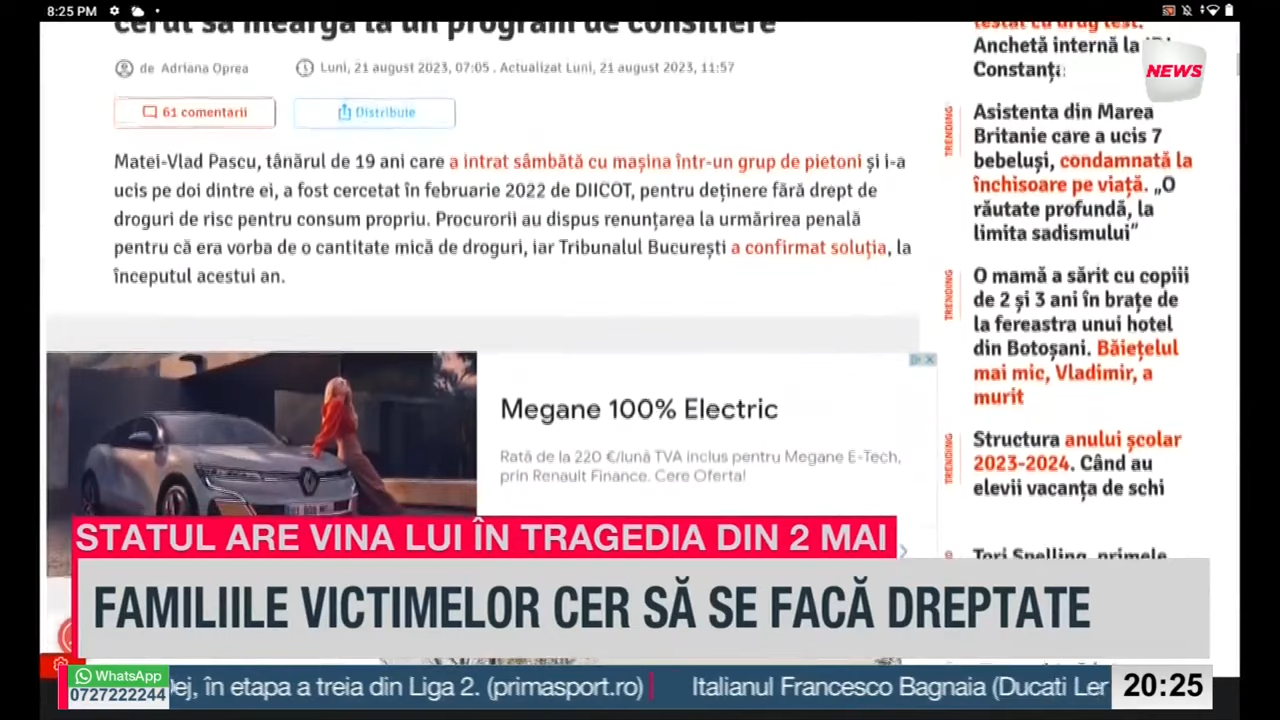 8:25 PM
cerut să meargă la un program de consiliere
de Adriana Oprea
Luni, 21 august 2023, 07:05 . Actualizat Luni, 21 august 2023, 11:57
61 comentarii
Distribuie
Matei-Vlad Pascu, tânărul de 19 ani care a intrat sâmbătă cu mașina într-un grup de pietoni și i-a
ucis pe doi dintre ei, a fost cercetat în februarie 2022 de DIICOT, pentru deținere fără drept de
droguri de risc pentru consum propriu. Procurorii au dispus renunțarea la urmărirea penală
pentru că era vorba de o cantitate mică de droguri, iar Tribunalul București a confirmat soluția, la
începutul acestui an.
Megane 100% Electric
Rată de la 220 €/lună TVA inclus pentru Megane E-Tech,
prin Renault Finance. Cere Oferta!
testat cu drug test.
Anchetă internă la IPJ
Constanța
NEWS
TRENDING
Asistenta din Marea
Britanie care a ucis 7
bebeluși, condamnată la
închisoare pe viață. „O
răutate profundă, la
limita sadismului”
TRENDING
O mamă a sărit cu copiii
de 2 și 3 ani în brațe de
la fereastra unui hotel
din Botoșani. Băiețelul
mai mic, Vladimir, a
murit
TRENDING
Structura anului școlar
2023-2024. Când au
elevii vacanța de schi
Tori Spelling, primele
STATUL ARE VINA LUI ÎN TRAGEDIA DIN 2 MAI
FAMILIILE VICTIMELOR CER SĂ SE FACĂ DREPTATE
WhatsApp
0727222244
Dej, în etapa a treia din Liga 2. (primasport.ro)
Italianul Francesco Bagnaia (Ducati Ler
20:25